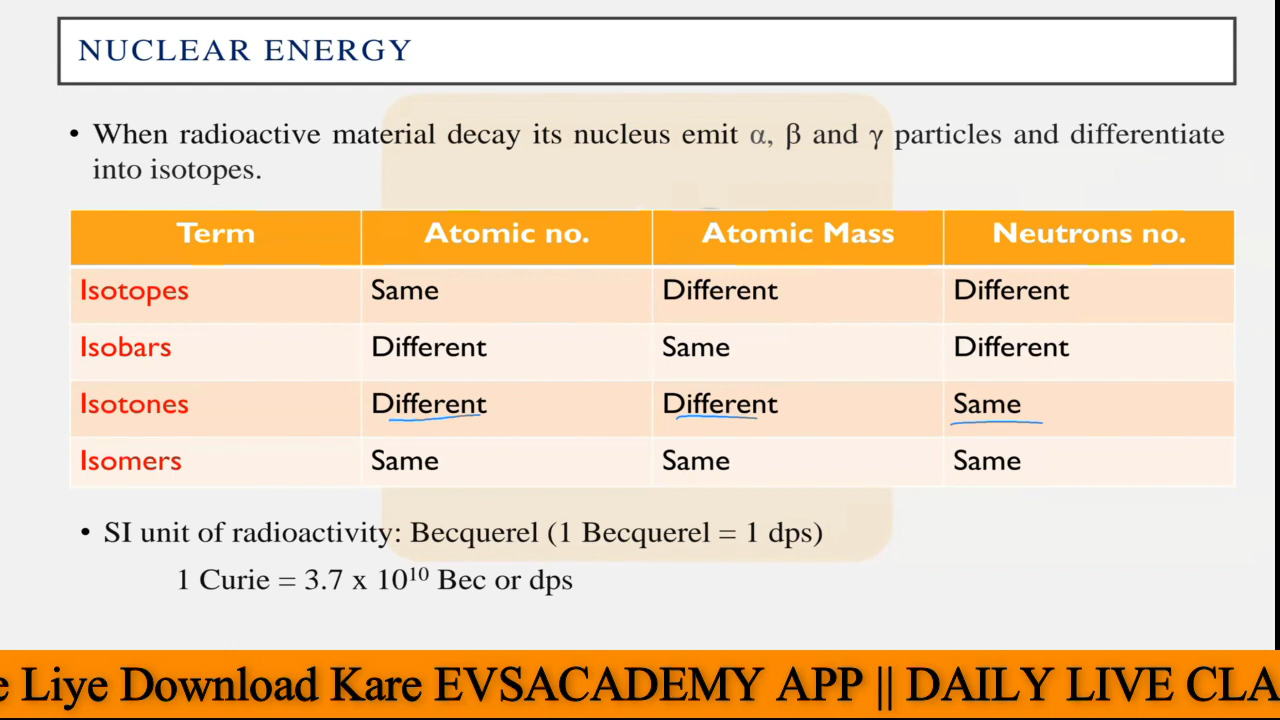 NUCLEAR ENERGY
• When radioactive material decay its nucleus emit α, β and γ particles and differentiate
into isotopes.
Term Atomic no. Atomic Mass Neutrons no.
Isotopes Same Different Different
Isobars Different Same Different
Isotones Different Different Same
Isomers Same Same Same
• SI unit of radioactivity: Becquerel (1 Becquerel = 1 dps)
1 Curie = 3.7 x 10¹⁰ Bec or dps
e Liye Download Kare EVSACADEMY APP || DAILY LIVE CLA